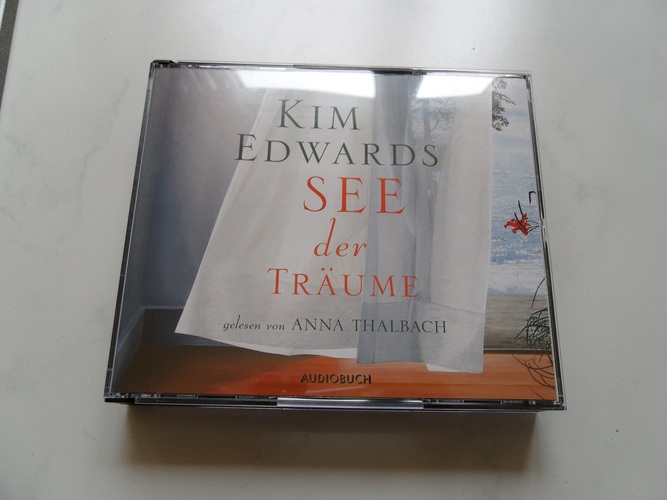 KIM
EDWARDS
SEE
der
TRÄUME
gelesen von ANNA THALBACH
AUDIOBUCH